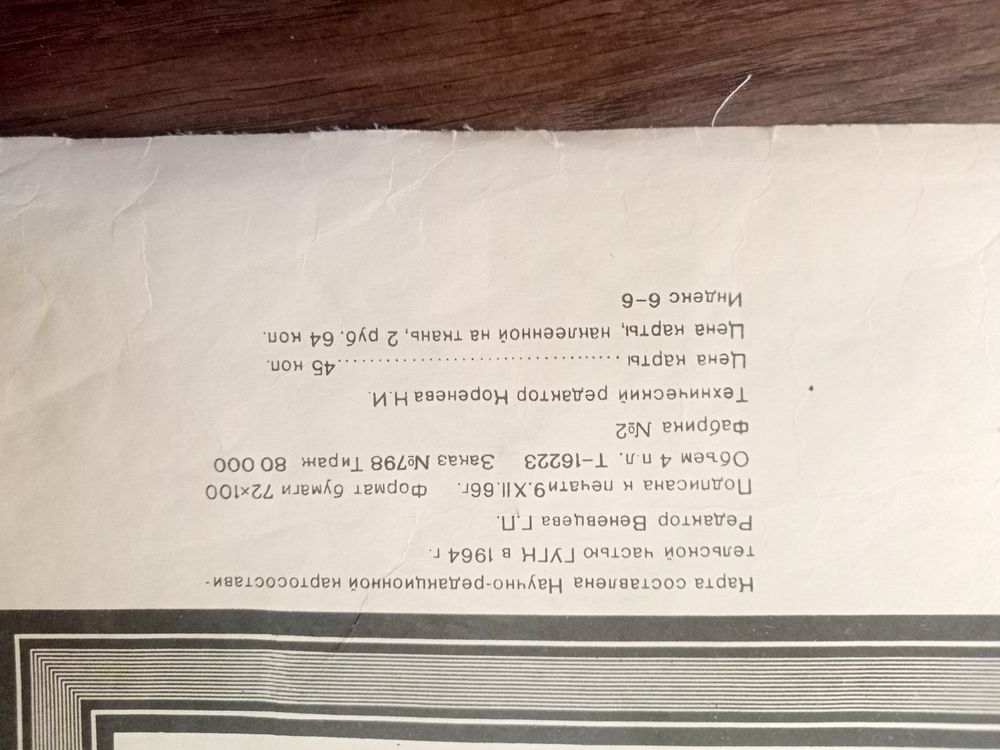 Карта составлена Научно-редакционной картосостави-
тельской частью ГУГК в 1964 г.
Редактор Веневцева Г.П.
Подписана к печати 9.XII.66г. Формат бумаги 72×100
Объем 4 п.л. Т-16223 Заказ №798 Тираж 80 000
Фабрика №2
Технический редактор Коренева Н.И.
Цена карты ........................................45 коп.
Цена карты, наклеенной на ткань, 2 руб. 64 коп.
Индекс 6-6